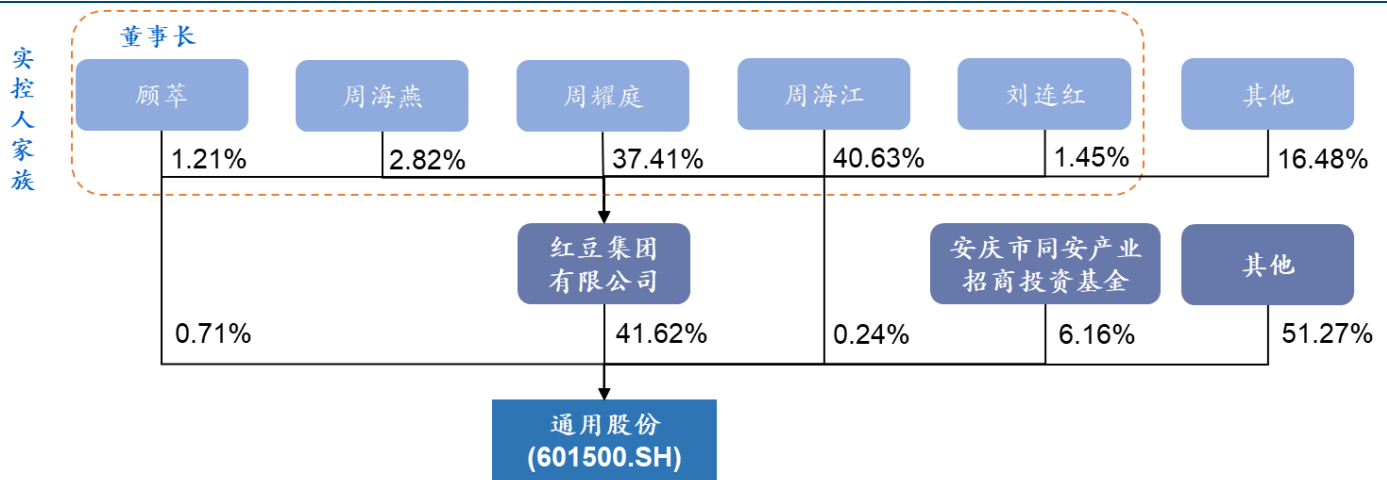 实控人家族
董事长
顾萃
周海燕
周耀庭
周海江
刘连红
其他
1.21%
2.82%
37.41%
40.63%
1.45%
16.48%
红豆集团
有限公司
安庆市同安产业
招商投资基金
其他
0.71%
41.62%
0.24%
6.16%
51.27%
通用股份
(601500.SH)